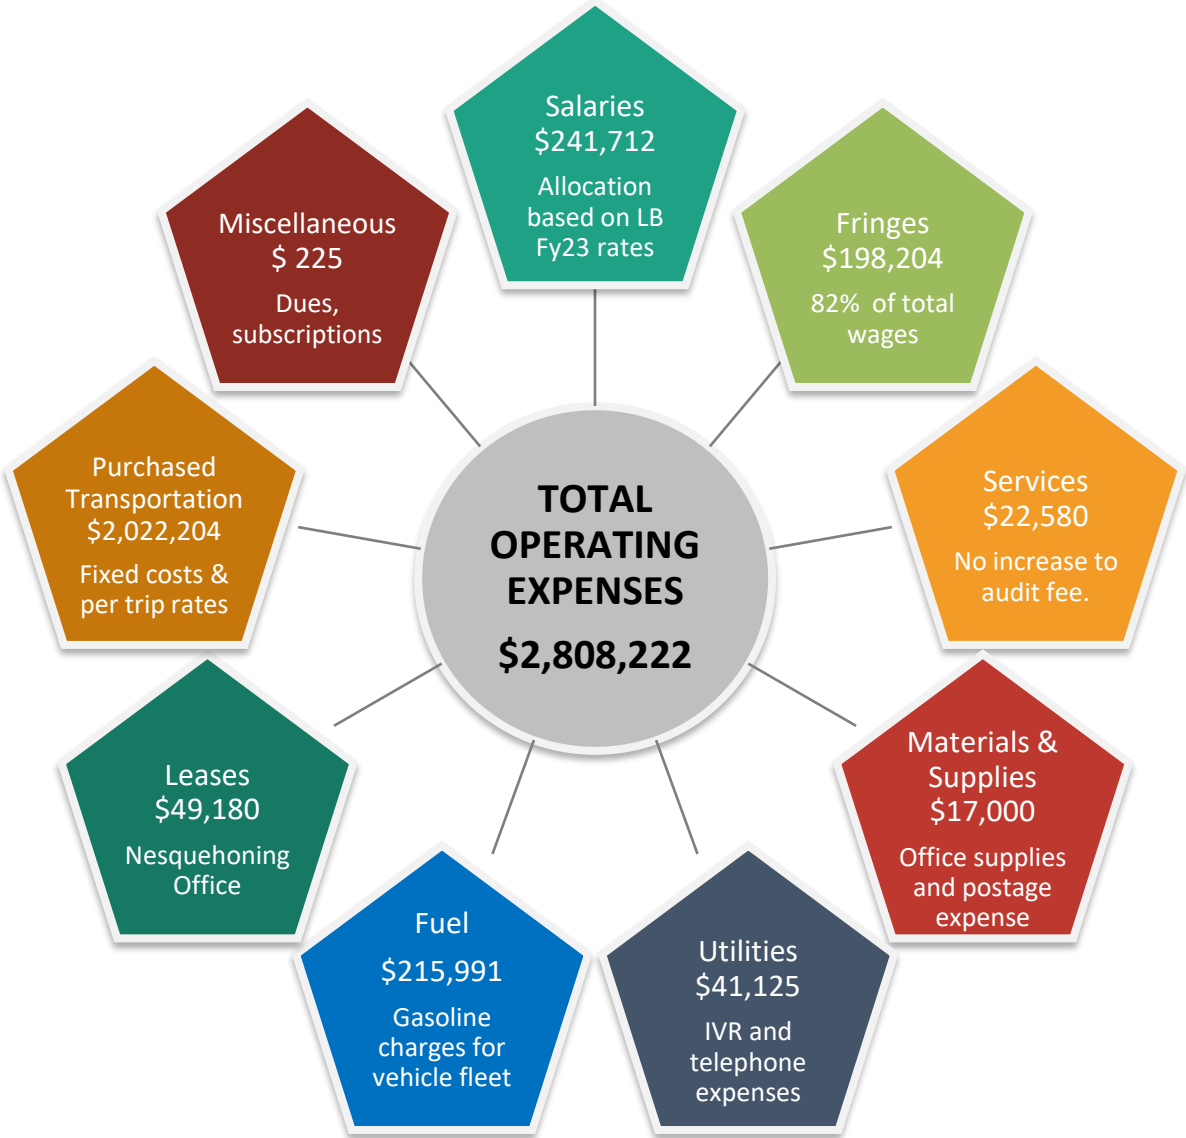 Salaries
$241,712
Allocation
based on LB
Fy23 rates
Fringes
$198,204
82% of total
wages
Services
$22,580
No increase to
audit fee.
Materials &
Supplies
$17,000
Office supplies
and postage
expense
Utilities
$41,125
IVR and
telephone
expenses
Fuel
$215,991
Gasoline
charges for
vehicle fleet
Leases
$49,180
Nesquehoning
Office
Purchased
Transportation
$2,022,204
Fixed costs &
per trip rates
Miscellaneous
$ 225
Dues,
subscriptions
TOTAL
OPERATING
EXPENSES
$2,808,222